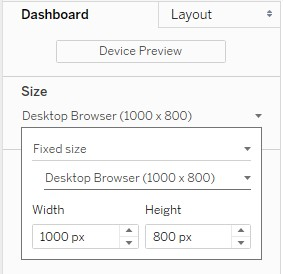 Dashboard Layout
Device Preview
Size
Desktop Browser (1000 x 800)
Fixed size
Desktop Browser (1000 x 800)
Width Height
1000 px 800 px